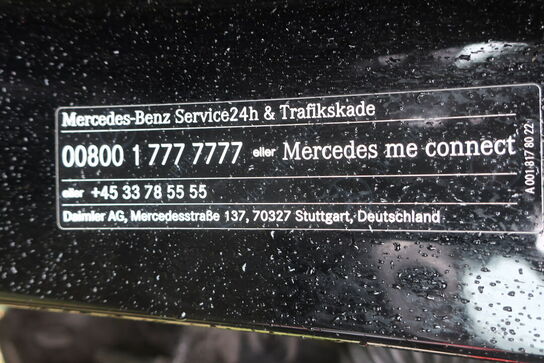 Mercedes-Benz Service24h & Trafikskade
00800 1 777 7777 eller Mercedes me connect
eller +45 33 78 55 55
Daimler AG, Mercedesstraße 137, 70327 Stuttgart, Deutschland
A 001 817 80 22